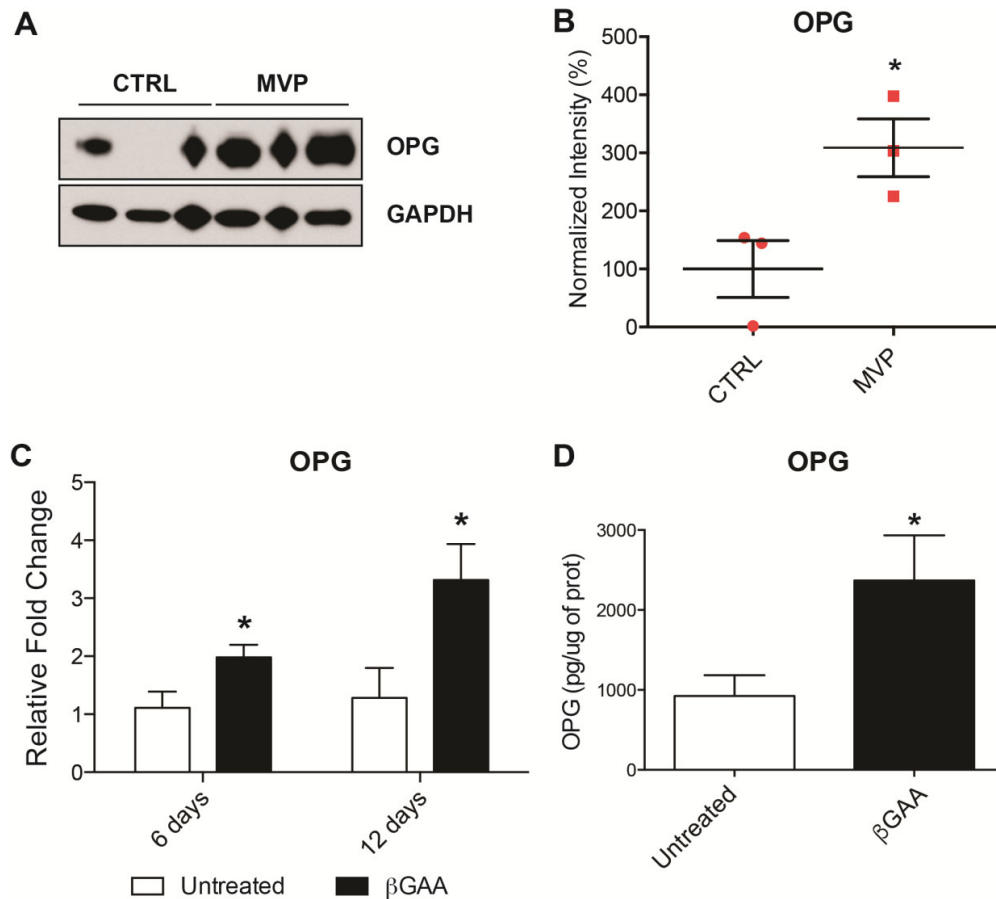 A
CTRL MVP
OPG
GAPDH
B
OPG
Normalized Intensity (%)
500
400
300
200
100
0
*
CTRL
MVP
C
OPG
Relative Fold Change
5
4
3
2
1
0
*
*
6 days
12 days
Untreated βGAA
D
OPG
OPG (pg/ug of prot)
3000
2000
1000
0
*
Untreated
βGAA